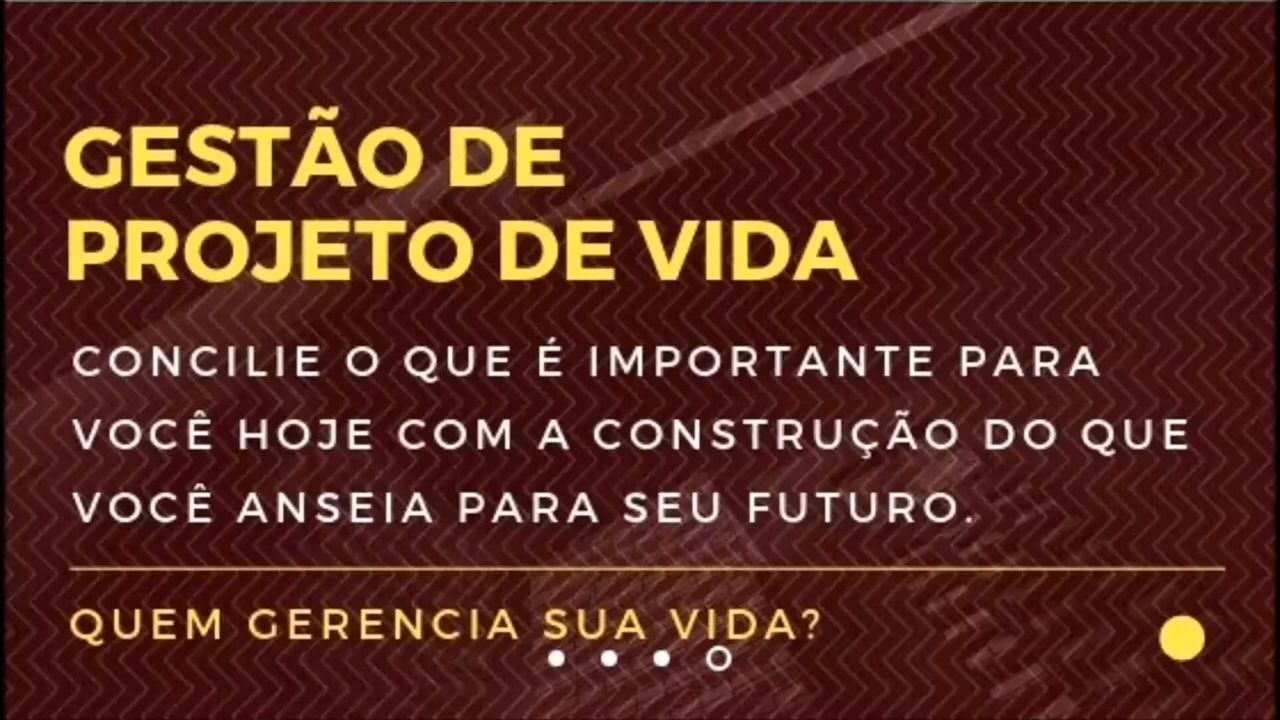 GESTÃO DE
PROJETO DE VIDA
CONCILIE O QUE É IMPORTANTE PARA
VOCÊ HOJE COM A CONSTRUÇÃO DO QUE
VOCÊ ANSEIA PARA SEU FUTURO.
QUEM GERENCIA SUA VIDA?